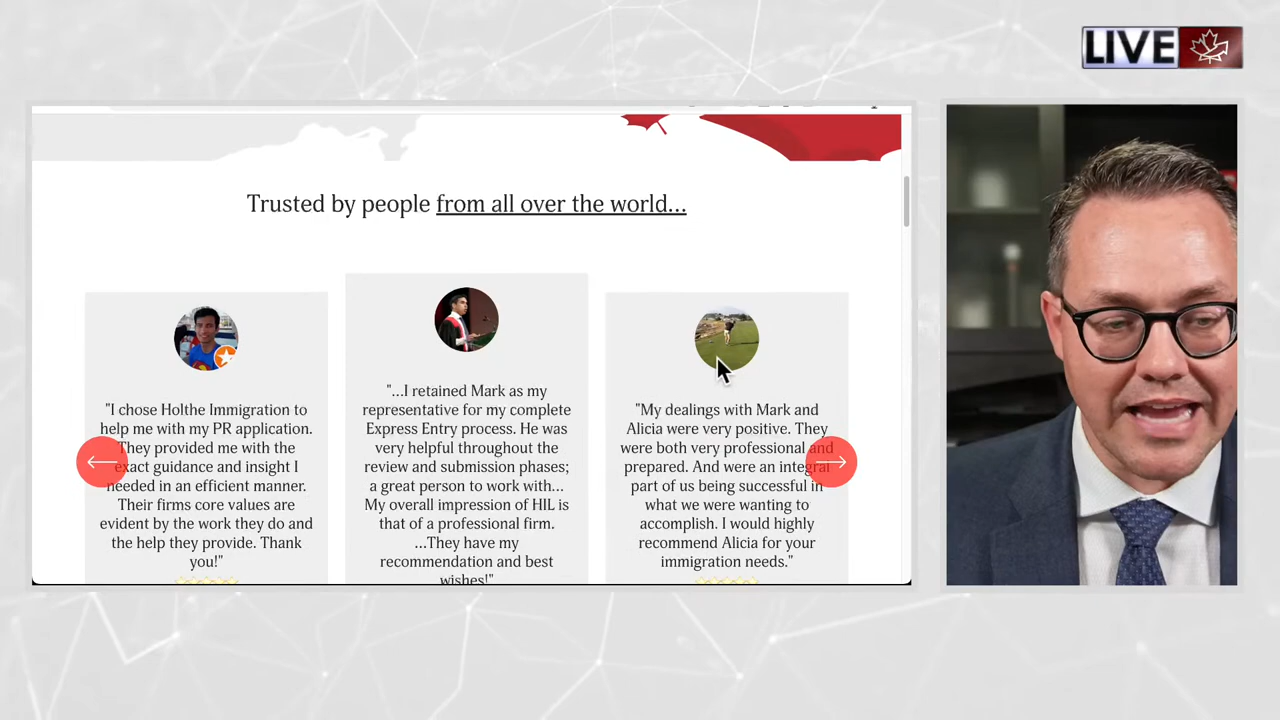 LIVE
Trusted by people from all over the world...
"I chose Holthe Immigration to
help me with my PR application.
They provided me with the
exact guidance and insight I
needed in an efficient manner.
Their firms core values are
evident by the work they do and
the help they provide. Thank
you!"
"...I retained Mark as my
representative for my complete
Express Entry process. He was
very helpful throughout the
review and submission phases;
a great person to work with...
My overall impression of HIL is
that of a professional firm.
...They have my
recommendation and best
wishes!"
"My dealings with Mark and
Alicia were very positive. They
were both very professional and
prepared. And were an integral
part of us being successful in
what we were wanting to
accomplish. I would highly
recommend Alicia for your
immigration needs."